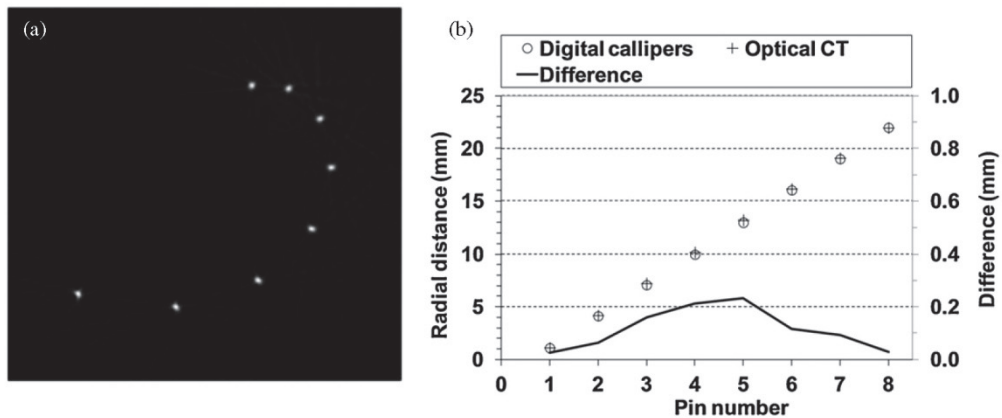 (a)
(b)
Digital callipers Optical CT
Difference
Radial distance (mm)
25
20
15
10
5
0
1.0
0.8
0.6
0.4
0.2
0.0
Difference (mm)
0 1 2 3 4 5 6 7 8
Pin number